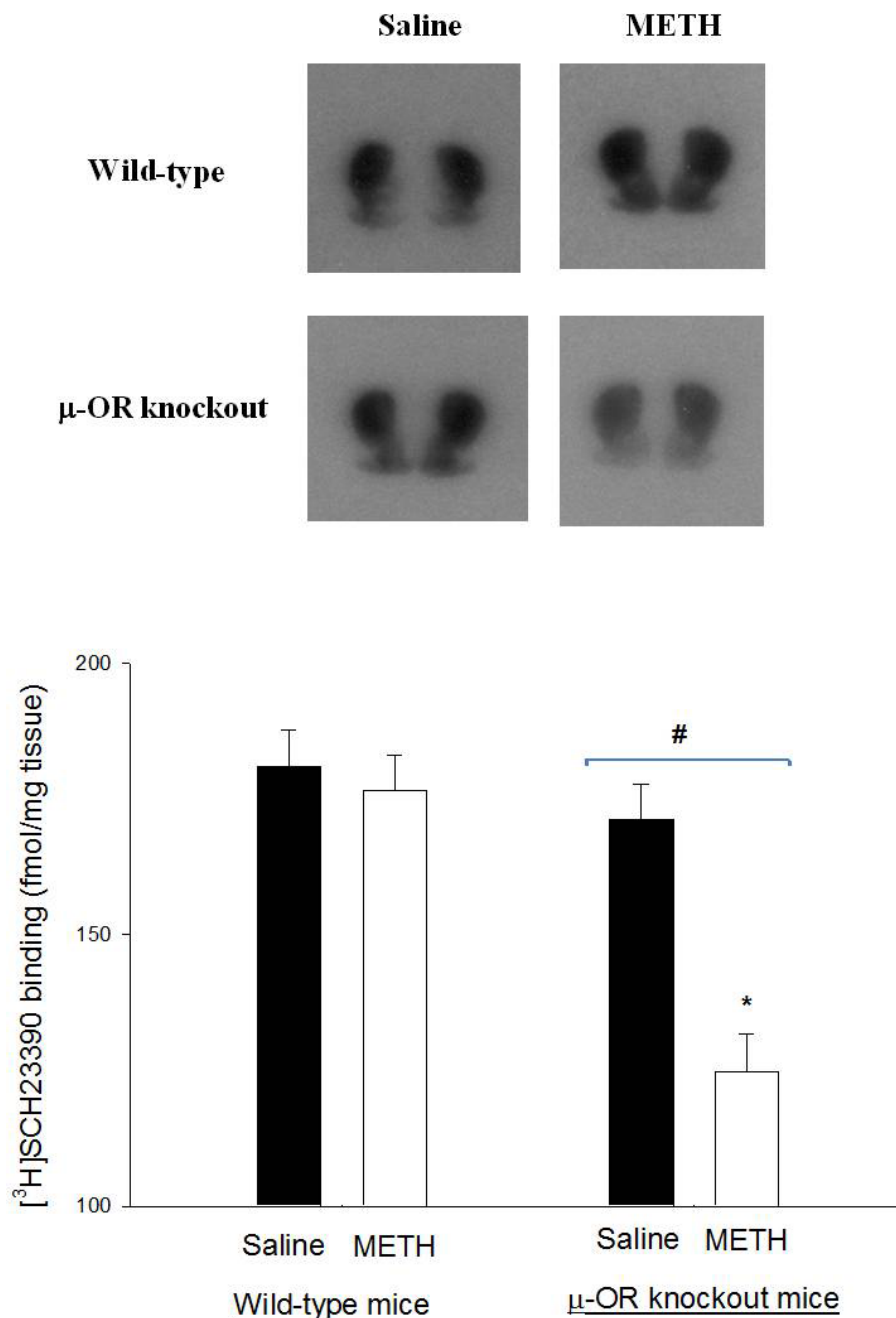 Saline METH
Wild-type
μ-OR knockout
[³H]SCH23390 binding (fmol/mg tissue)
200
150
100
#
*
Saline METH Saline METH
Wild-type mice μ-OR knockout mice